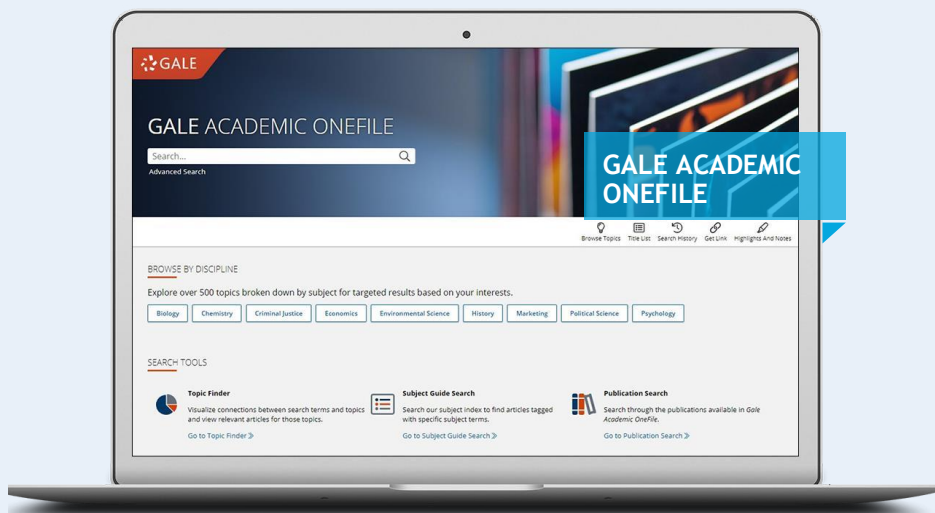 GALE
GALE ACADEMIC ONEFILE
Search...
Advanced Search
GALE ACADEMIC
ONEFILE
Browse Topics Title List Search History Get Link Highlights And Notes
BROWSE BY DISCIPLINE
Explore over 500 topics broken down by subject for targeted results based on your interests.
Biology Chemistry Criminal Justice Economics Environmental Science History Marketing Political Science Psychology
SEARCH TOOLS
Topic Finder
Visualize connections between search terms and topics
and view relevant articles for those topics.
Go to Topic Finder »
Subject Guide Search
Search our subject index to find articles tagged
with specific subject terms.
Go to Subject Guide Search »
Publication Search
Search through the publications available in Gale
Academic OneFile.
Go to Publication Search »